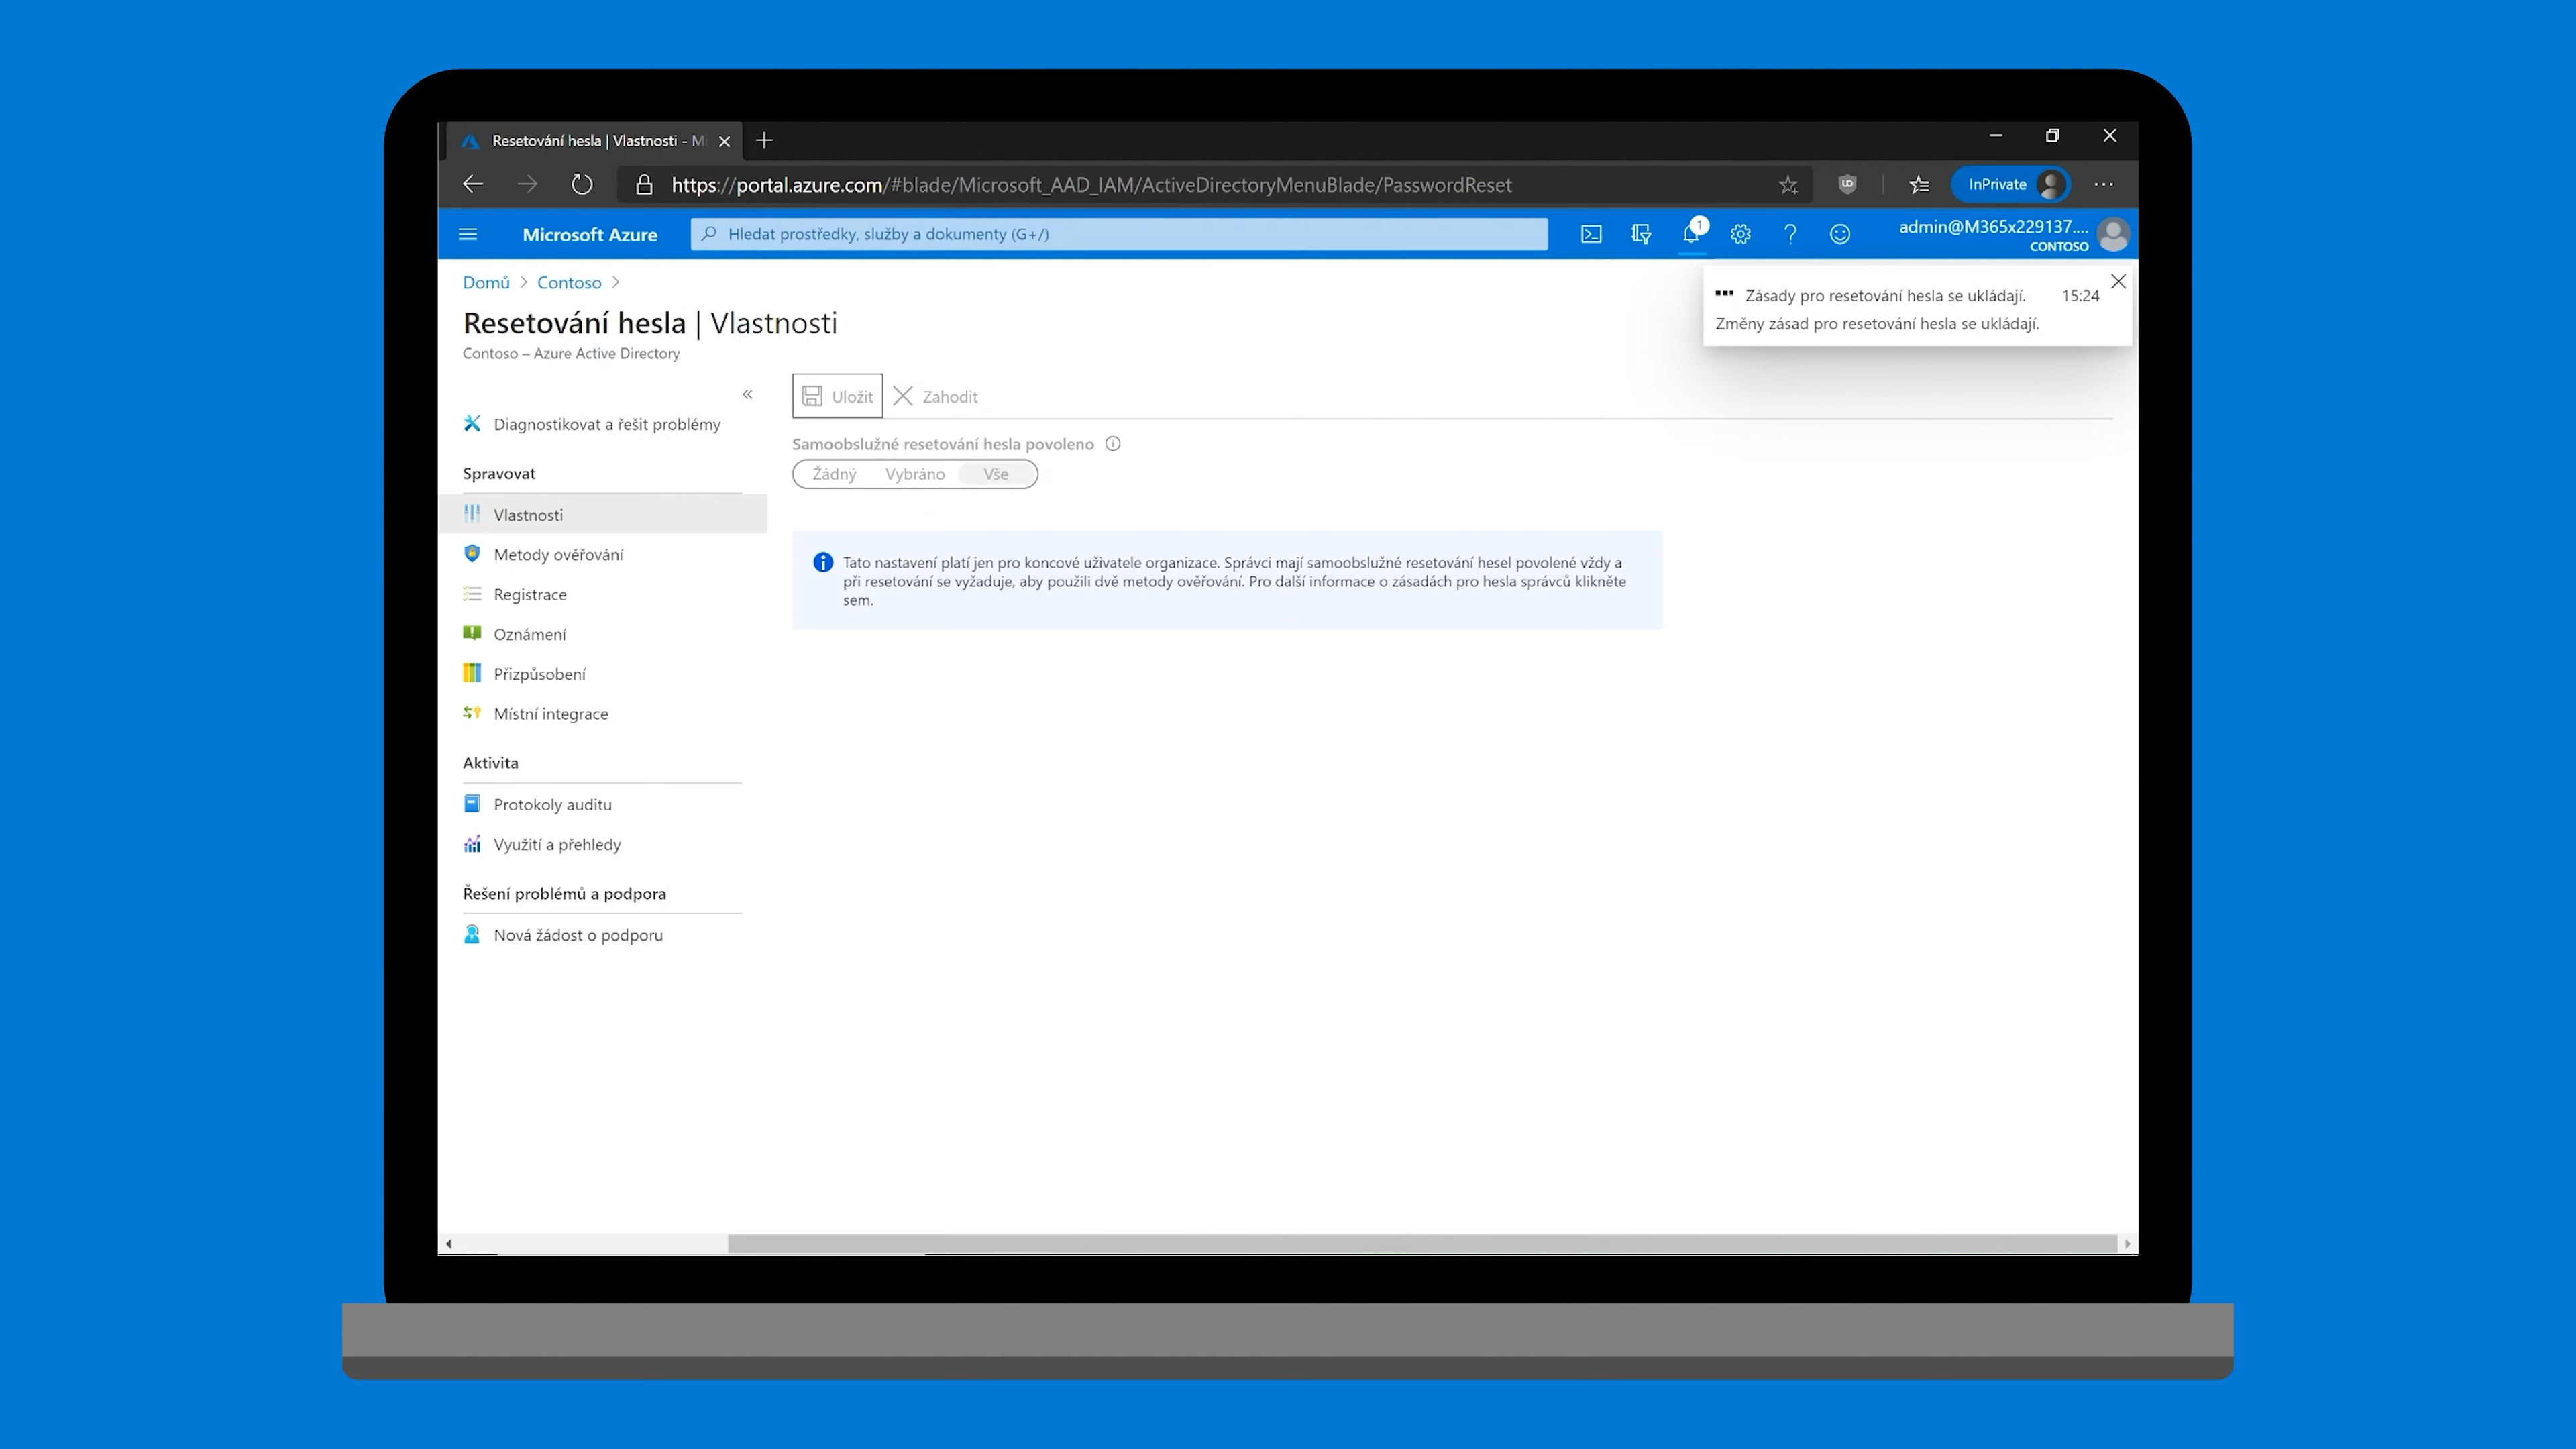 Resetování hesla | Vlastnosti - M
https://portal.azure.com/#blade/Microsoft_AAD_IAM/ActiveDirectoryMenuBlade/PasswordReset
InPrivate
Microsoft Azure
Hledat prostředky, služby a dokumenty (G+/)
1
admin@M365x229137....
CONTOSO
Domů > Contoso >
Zásady pro resetování hesla se ukládají. 15:24
Změny zásad pro resetování hesla se ukládají.
Resetování hesla | Vlastnosti
Contoso – Azure Active Directory
Diagnostikovat a řešit problémy
Spravovat
Vlastnosti
Metody ověřování
Registrace
Oznámení
Přizpůsobení
Místní integrace
Aktivita
Protokoly auditu
Využití a přehledy
Řešení problémů a podpora
Nová žádost o podporu
Uložit Zahodit
Samoobslužné resetování hesla povoleno
Žádný Vybráno Vše
Tato nastavení platí jen pro koncové uživatele organizace. Správci mají samoobslužné resetování hesel povolené vždy a
při resetování se vyžaduje, aby použili dvě metody ověřování. Pro další informace o zásadách pro hesla správců klikněte
sem.